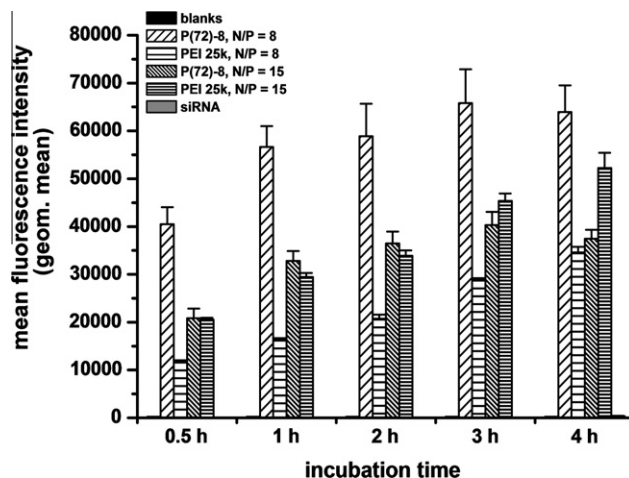 blanks
P(72)-8, N/P = 8
PEI 25k, N/P = 8
P(72)-8, N/P = 15
PEI 25k, N/P = 15
siRNA
mean fluorescence intensity
(geom. mean)
80000
70000
60000
50000
40000
30000
20000
10000
0
0.5 h 1 h 2 h 3 h 4 h
incubation time